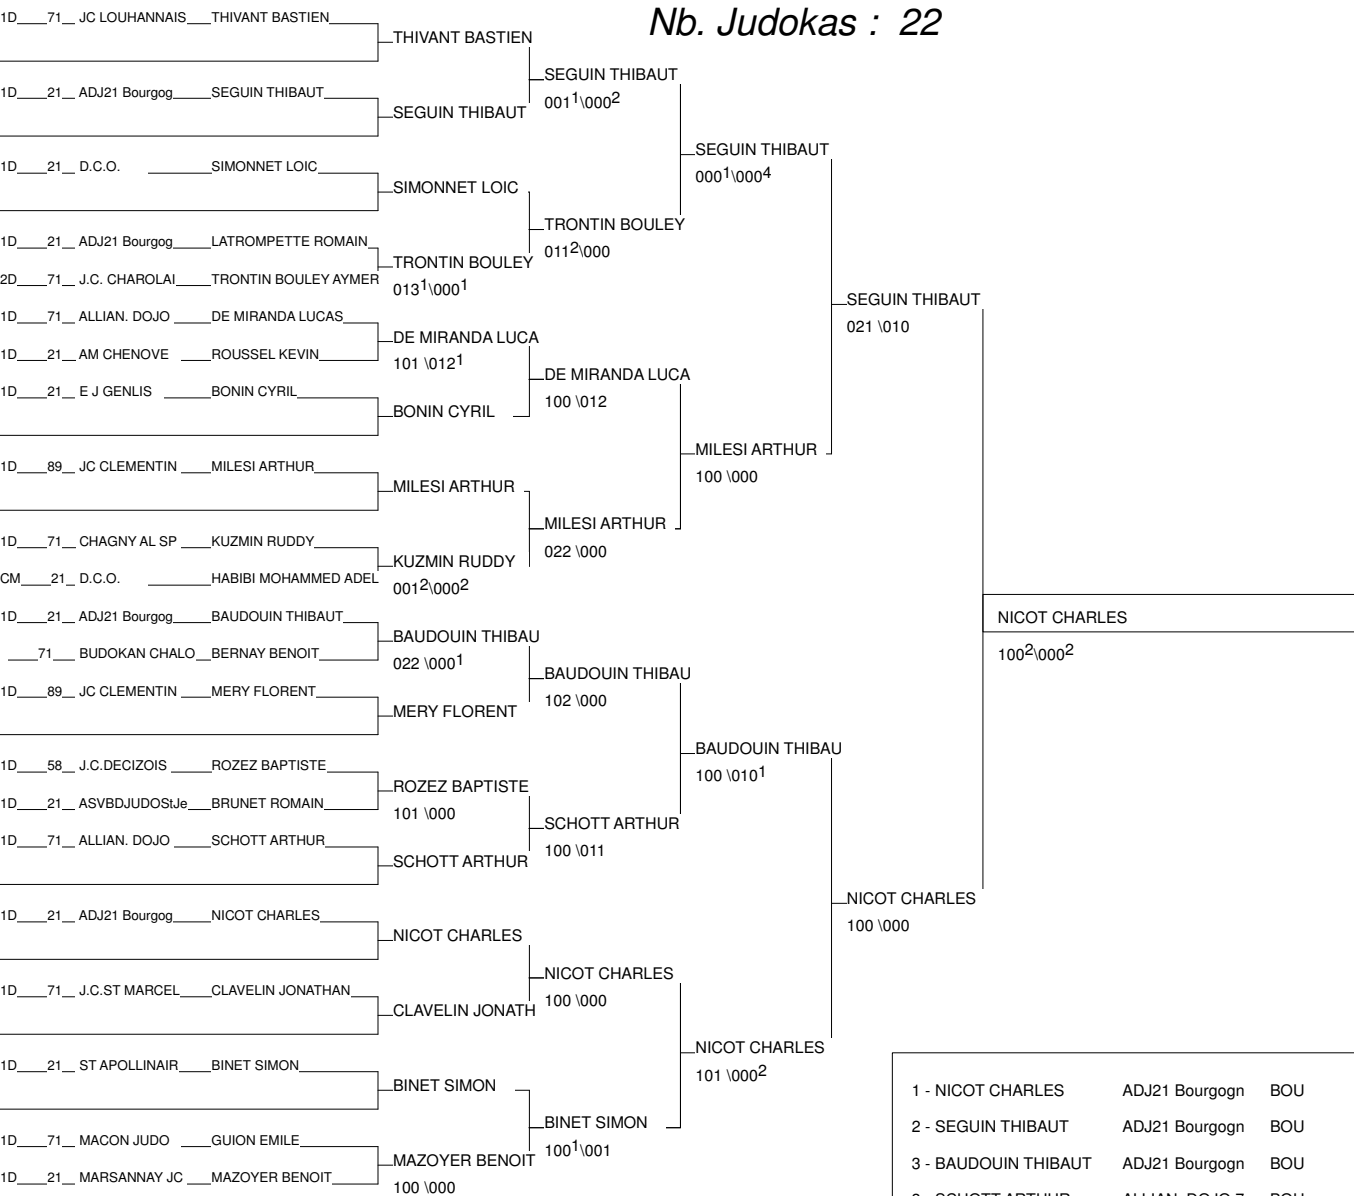 Nb. Judokas : 22
1D 71 JC LOUHANNAIS THIVANT BASTIEN
THIVANT BASTIEN
SEGUIN THIBAUT
001¹\000²
1D 21 ADJ21 Bourgog SEGUIN THIBAUT
SEGUIN THIBAUT
SEGUIN THIBAUT
000¹\000⁴
1D 21 D.C.O. SIMONNET LOIC
SIMONNET LOIC
TRONTIN BOULEY
011²\000
1D 21 ADJ21 Bourgog LATROMPETTE ROMAIN
TRONTIN BOULEY
013¹\000¹
2D 71 J.C. CHAROLAI TRONTIN BOULEY AYMER
SEGUIN THIBAUT
021 \010
1D 71 ALLIAN. DOJO DE MIRANDA LUCAS
DE MIRANDA LUCA
101 \012¹
1D 21 AM CHENOVE ROUSSEL KEVIN
DE MIRANDA LUCA
100 \012
1D 21 E J GENLIS BONIN CYRIL
BONIN CYRIL
MILESI ARTHUR
100 \000
1D 89 JC CLEMENTIN MILESI ARTHUR
MILESI ARTHUR
MILESI ARTHUR
022 \000
1D 71 CHAGNY AL SP KUZMIN RUDDY
KUZMIN RUDDY
001²\000²
CM 21 D.C.O. HABIBI MOHAMMED ADEL
NICOT CHARLES
100²\000²
1D 21 ADJ21 Bourgog BAUDOUIN THIBAUT
BAUDOUIN THIBAU
022 \000¹
71 BUDOKAN CHALO BERNAY BENOIT
BAUDOUIN THIBAU
102 \000
1D 89 JC CLEMENTIN MERY FLORENT
MERY FLORENT
BAUDOUIN THIBAU
100 \010¹
1D 58 J.C.DECIZOIS ROZEZ BAPTISTE
ROZEZ BAPTISTE
101 \000
1D 21 ASVBDJUDOStJe BRUNET ROMAIN
SCHOTT ARTHUR
100 \011
1D 71 ALLIAN. DOJO SCHOTT ARTHUR
SCHOTT ARTHUR
NICOT CHARLES
100 \000
1D 21 ADJ21 Bourgog NICOT CHARLES
NICOT CHARLES
NICOT CHARLES
100 \000
1D 71 J.C.ST MARCEL CLAVELIN JONATHAN
CLAVELIN JONATH
NICOT CHARLES
101 \000²
1D 21 ST APOLLINAIR BINET SIMON
BINET SIMON
BINET SIMON
100¹\001
1D 71 MACON JUDO GUION EMILE
MAZOYER BENOIT
100 \000
1D 21 MARSANNAY JC MAZOYER BENOIT
1 - NICOT CHARLES ADJ21 Bourgogn BOU
2 - SEGUIN THIBAUT ADJ21 Bourgogn BOU
3 - BAUDOUIN THIBAUT ADJ21 Bourgogn BOU